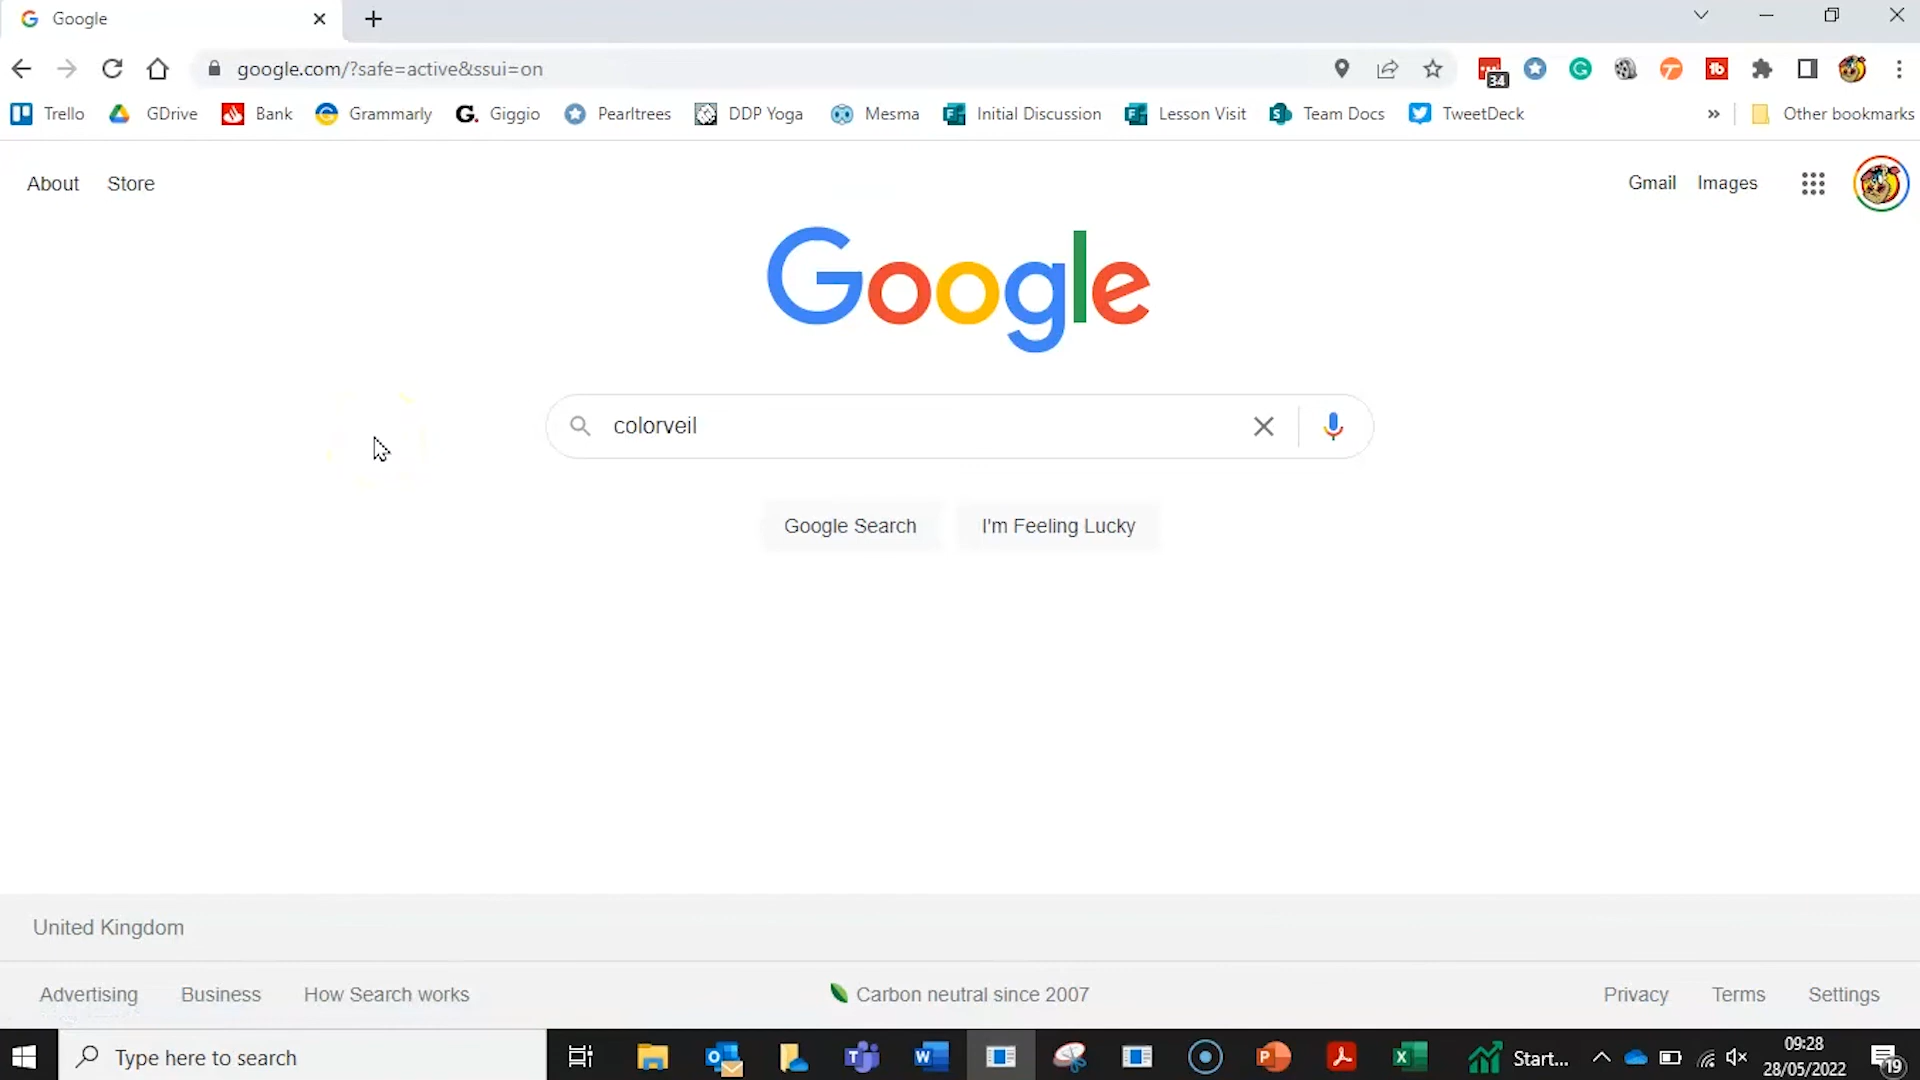 Google
google.com/?safe=active&ssui=on
34
Trello GDrive Bank Grammarly G. Giggio Pearltrees DDP Yoga Mesma Initial Discussion Lesson Visit Team Docs TweetDeck » Other bookmarks
About Store Gmail Images
Google
colorveil
Google Search I'm Feeling Lucky
United Kingdom
Advertising Business How Search works Carbon neutral since 2007 Privacy Terms Settings
Type here to search Start... 09:28
28/05/2022 19